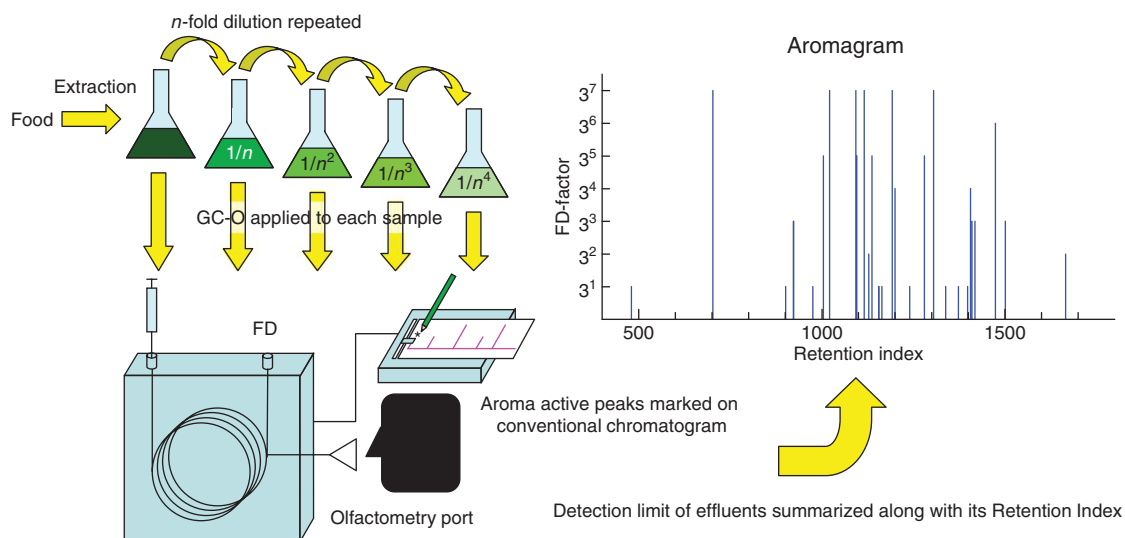 n-fold dilution repeated
Extraction
Food
1/n
1/n²
1/n³
1/n⁴
GC-O applied to each sample
FD
Aroma active peaks marked on
conventional chromatogram
Olfactometry port
Aromagram
FD-factor
3⁷
3⁶
3⁵
3⁴
3³
3²
3¹
500 1000 1500
Retention index
Detection limit of effluents summarized along with its Retention Index